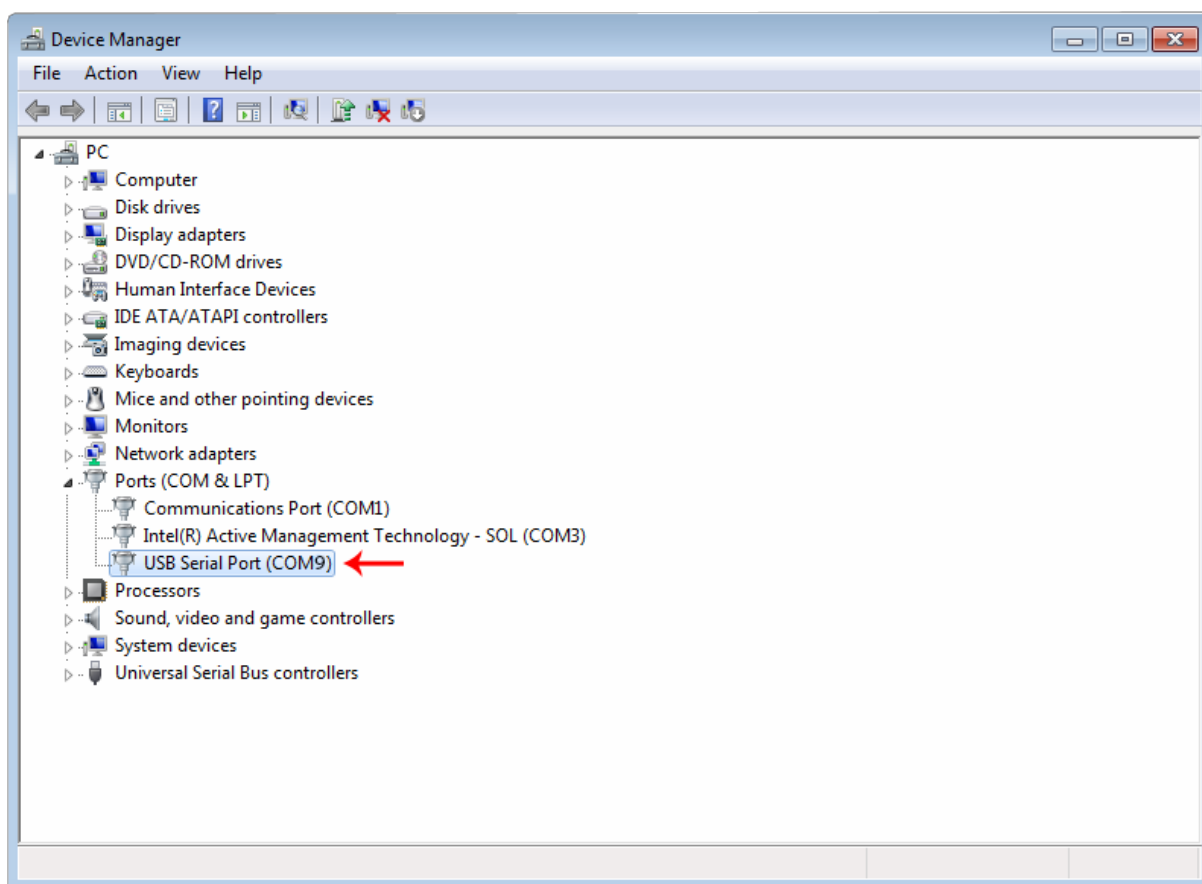 Device Manager
File Action View Help
PC
Computer
Disk drives
Display adapters
DVD/CD-ROM drives
Human Interface Devices
IDE ATA/ATAPI controllers
Imaging devices
Keyboards
Mice and other pointing devices
Monitors
Network adapters
Ports (COM & LPT)
Communications Port (COM1)
Intel(R) Active Management Technology - SOL (COM3)
USB Serial Port (COM9)
Processors
Sound, video and game controllers
System devices
Universal Serial Bus controllers